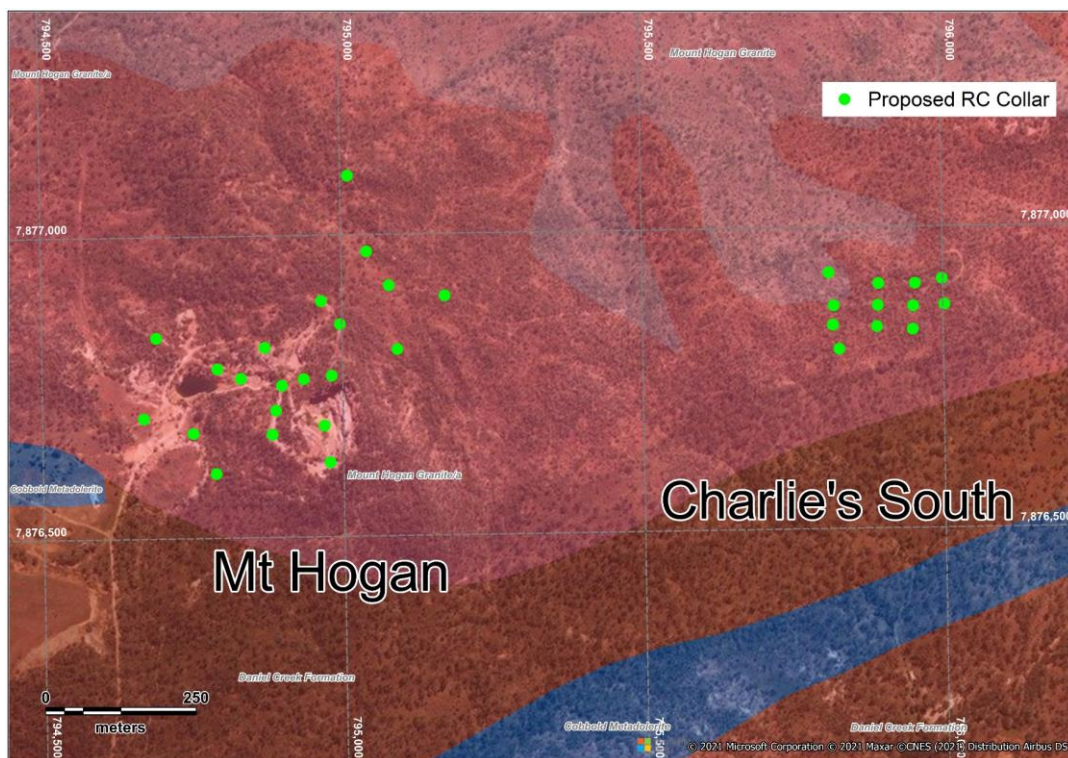 794,500
795,000
795,500
796,000
Mount Hogan Granite/a
Mount Hogan Granite
Proposed RC Collar
7,877,000
7,877,000
Mount Hogan Granite/a
Cobbold Metadolerite
Charlie's South
7,876,500
7,876,500
Mt Hogan
Daniel Creek Formation
0
250
meters
Cobbold Metadolerite
Daniel Creek Formation
794,500
795,000
© 2021 Microsoft Corporation © 2021 Maxar ©CNES (2021) Distribution Airbus DS